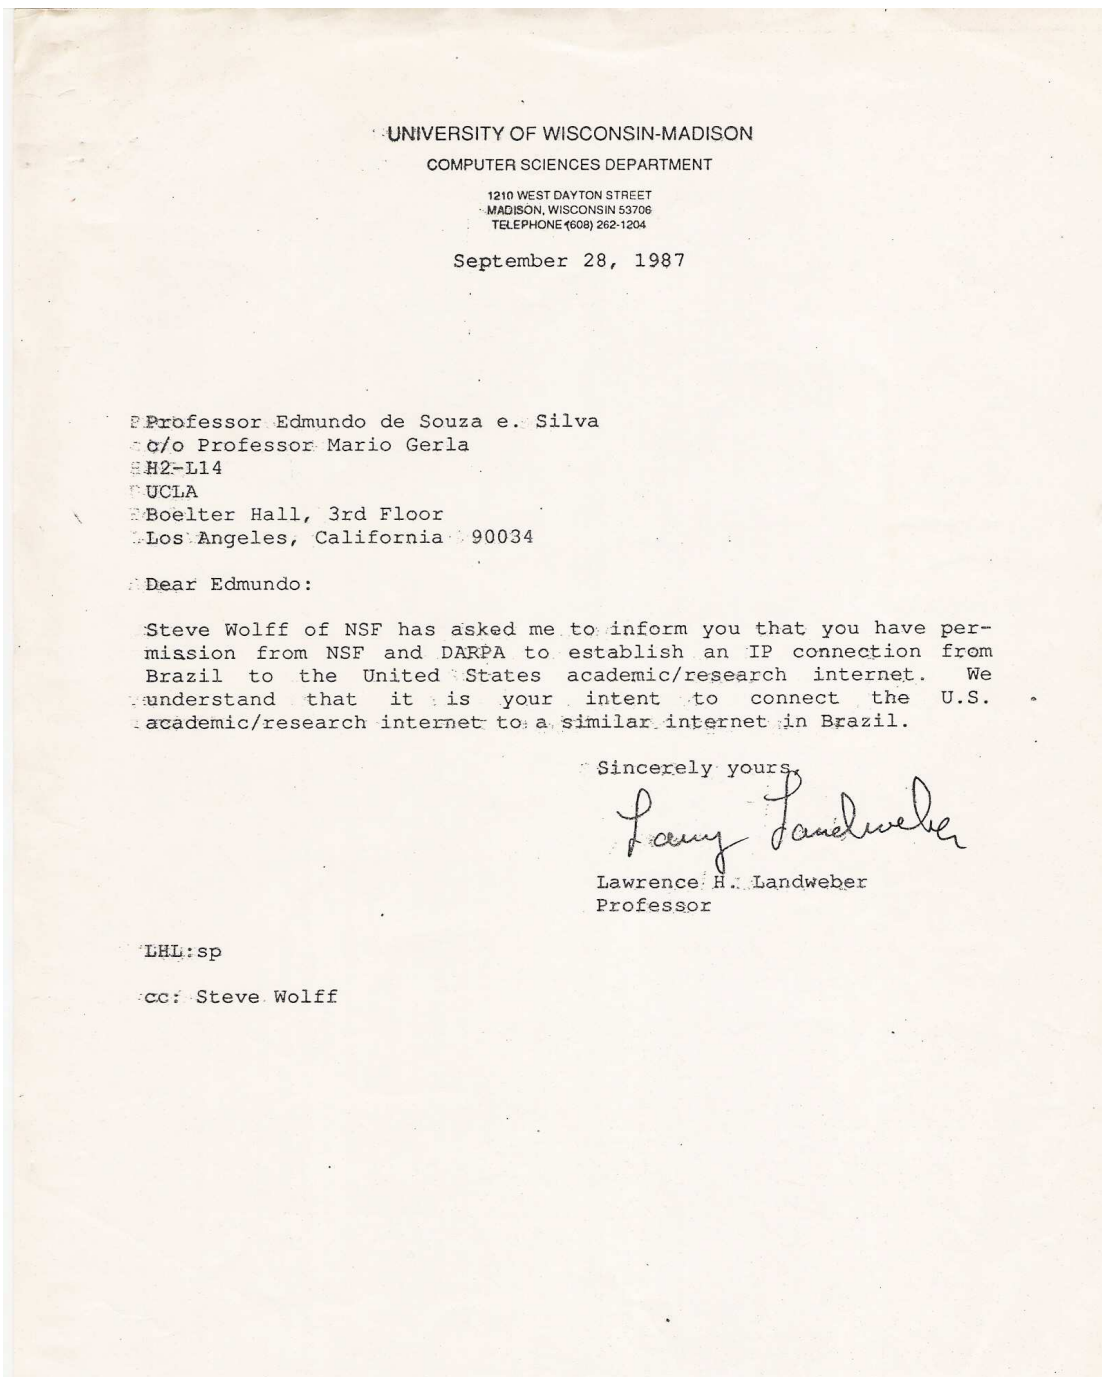 UNIVERSITY OF WISCONSIN-MADISON
COMPUTER SCIENCES DEPARTMENT
1210 WEST DAYTON STREET
MADISON, WISCONSIN 53706
TELEPHONE (608) 262-1204
September 28, 1987
Professor Edmundo de Souza e. Silva
c/o Professor Mario Gerla
H2-L14
UCLA
Boelter Hall, 3rd Floor
Los Angeles, California 90034
Dear Edmundo:
Steve Wolff of NSF has asked me to inform you that you have per-
mission from NSF and DARPA to establish an IP connection from
Brazil to the United States academic/research internet. We
understand that it is your intent to connect the U.S.
academic/research internet to a similar internet in Brazil.
Sincerely yours,
Larry Landweber
Lawrence H. Landweber
Professor
LHL:sp
cc: Steve Wolff